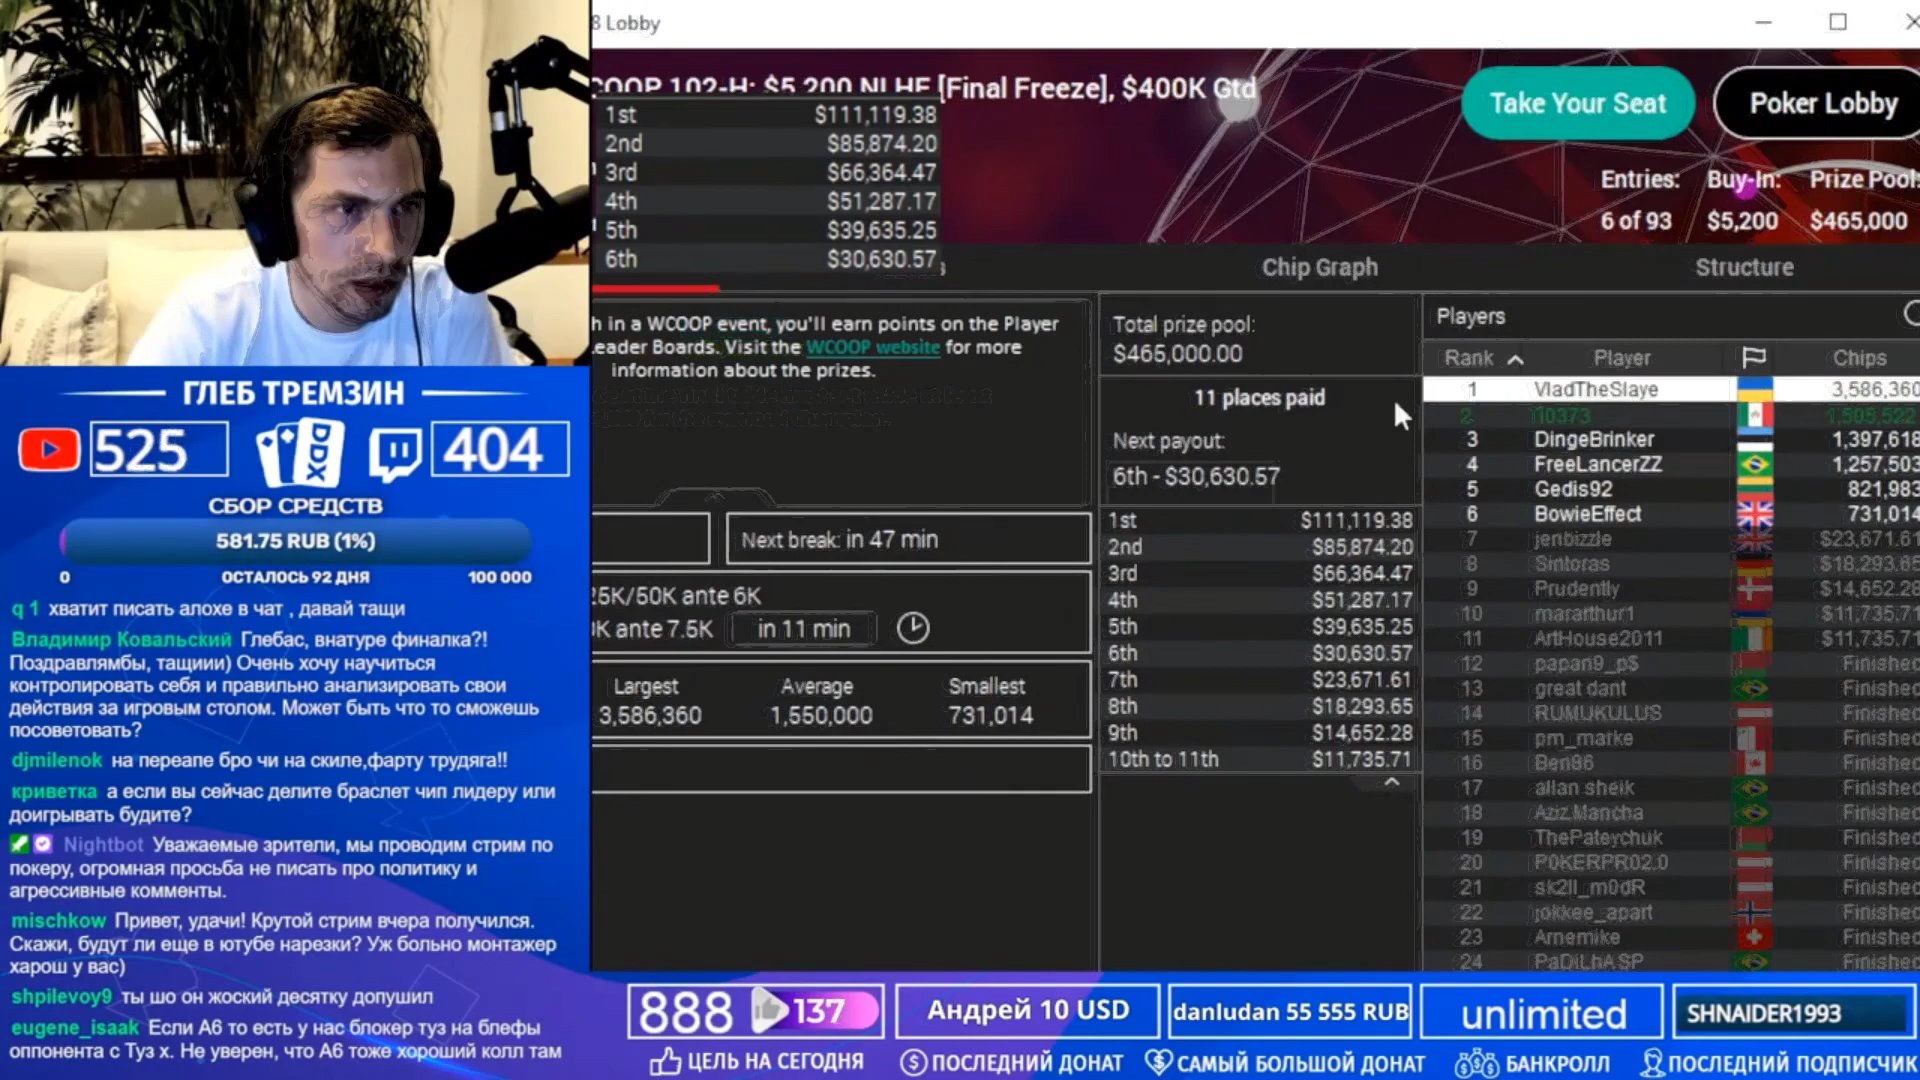 8 Lobby
COOP 102-H: $5,200 NLHE [Final Freeze], $400K Gtd
Take Your Seat
Poker Lobby
1st $111,119.38
2nd $85,874.20
3rd $66,364.47
4th $51,287.17
5th $39,635.25
6th $30,630.57
Entries: Buy-In: Prize Pool:
6 of 93 $5,200 $465,000
Chip Graph
Structure
h in a WCOOP event, you'll earn points on the Player
eader Boards. Visit the WCOOP website for more
information about the prizes.
Next break: in 47 min
25K/50K ante 6K
K ante 7.5K in 11 min
Largest Average Smallest
3,586,360 1,550,000 731,014
Total prize pool:
$465,000.00
11 places paid
Next payout:
6th - $30,630.57
1st $111,119.38
2nd $85,874.20
3rd $66,364.47
4th $51,287.17
5th $39,635.25
6th $30,630.57
7th $23,671.61
8th $18,293.65
9th $14,652.28
10th to 11th $11,735.71
Players
Rank Player Chips
1 VladTheSlaye 3,586,360
2 1,505,522
3 DingeBrinker 1,397,618
4 FreeLancerZZ 1,257,503
5 Gedis92 821,983
6 BowieEffect 731,014
7 jenbizzle $23,671.61
8 Sintoras $18,293.65
9 Prudently $14,652.28
10 mararthur1 $11,735.71
11 ArtHouse2011 $11,735.71
12 papan9_p$ Finished
13 great dant Finished
14 RUMUKULUS Finished
15 pm_marke Finished
16 Ben96 Finished
17 allan sheik Finished
18 Aziz.Mancha Finished
19 ThePateychuk Finished
20 P0KERPR02.0 Finished
21 sk2ll_m0dR Finished
22 jokkee_apart Finished
23 Arnemike Finished
24 PaDiLhA SP Finished
ГЛЕБ ТРЕМЗИН
525 DDX 404
СБОР СРЕДСТВ
581.75 RUB (1%)
0 ОСТАЛОСЬ 92 ДНЯ 100 000
q 1 хватит писать алохе в чат , давай тащи
Владимир Ковальский Глебас, внатуре финалка?!
Поздравлямбы, тащиии) Очень хочу научиться
контролировать себя и правильно анализировать свои
действия за игровым столом. Может быть что то сможешь
посоветовать?
djmilenok на переапе бро чи на скиле,фарту трудяга!!
криветка а если вы сейчас делите браслет чип лидеру или
доигрывать будите?
Nightbot Уважаемые зрители, мы проводим стрим по
покеру, огромная просьба не писать про политику и
агрессивные комменты.
mischkow Привет, удачи! Крутой стрим вчера получился.
Скажи, будут ли еще в ютубе нарезки? Уж больно монтажер
харош у вас)
shpilevoy9 ты шо он жоский десятку допушил
eugene_isaak Если А6 то есть у нас блокер туз на блефы
оппонента с Туз х. Не уверен, что А6 тоже хороший колл там
888 137
Андрей 10 USD
danludan 55 555 RUB
unlimited
SHNAIDER1993
ЦЕЛЬ НА СЕГОДНЯ
ПОСЛЕДНИЙ ДОНАТ
САМЫЙ БОЛЬШОЙ ДОНАТ
БАНКРОЛЛ
ПОСЛЕДНИЙ ПОДПИСЧИК